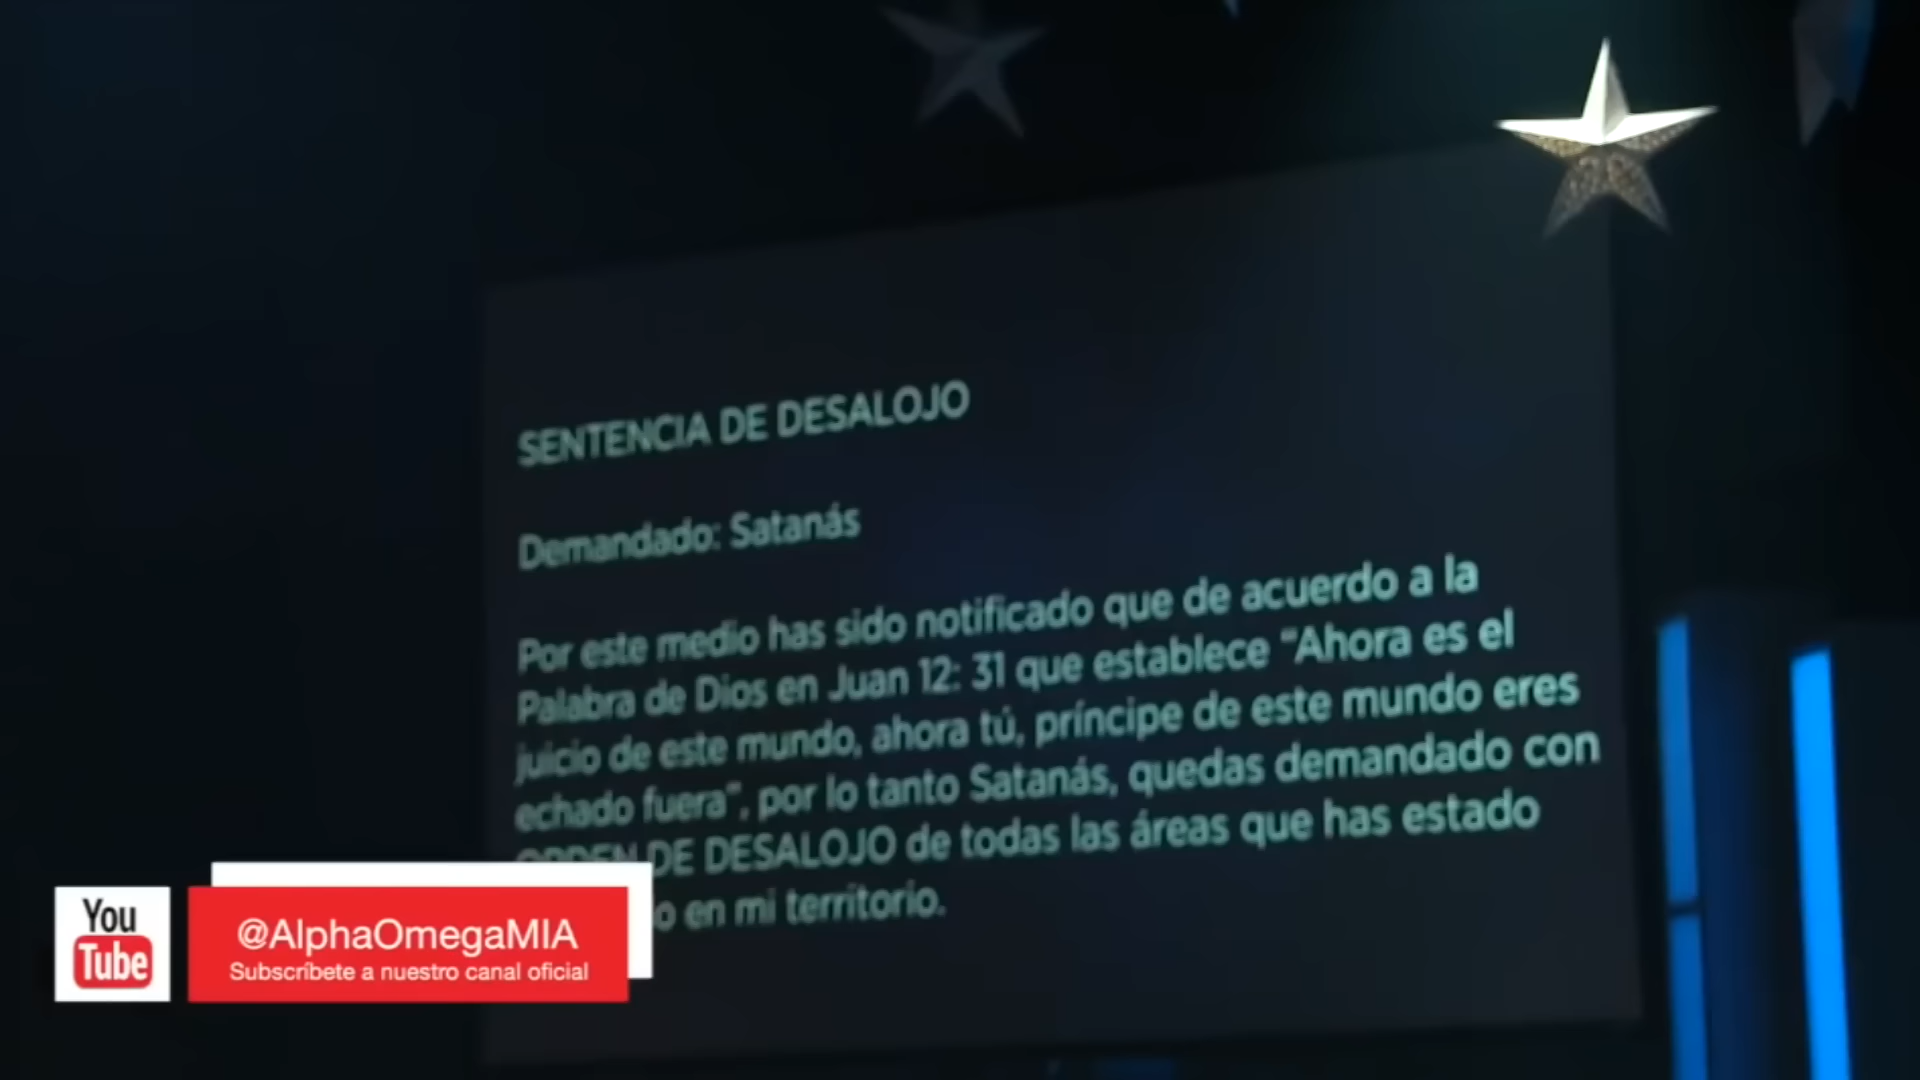 SENTENCIA DE DESALOJO
Demandado: Satanás
Por este medio has sido notificado que de acuerdo a la
Palabra de Dios en Juan 12: 31 que establece “Ahora es el
juicio de este mundo, ahora tú, príncipe de este mundo eres
echado fuera”, por lo tanto Satanás, quedas demandado con
ORDEN DE DESALOJO de todas las áreas que has estado
en mi territorio.
You
Tube
@AlphaOmegaMIA
Subscríbete a nuestro canal oficial